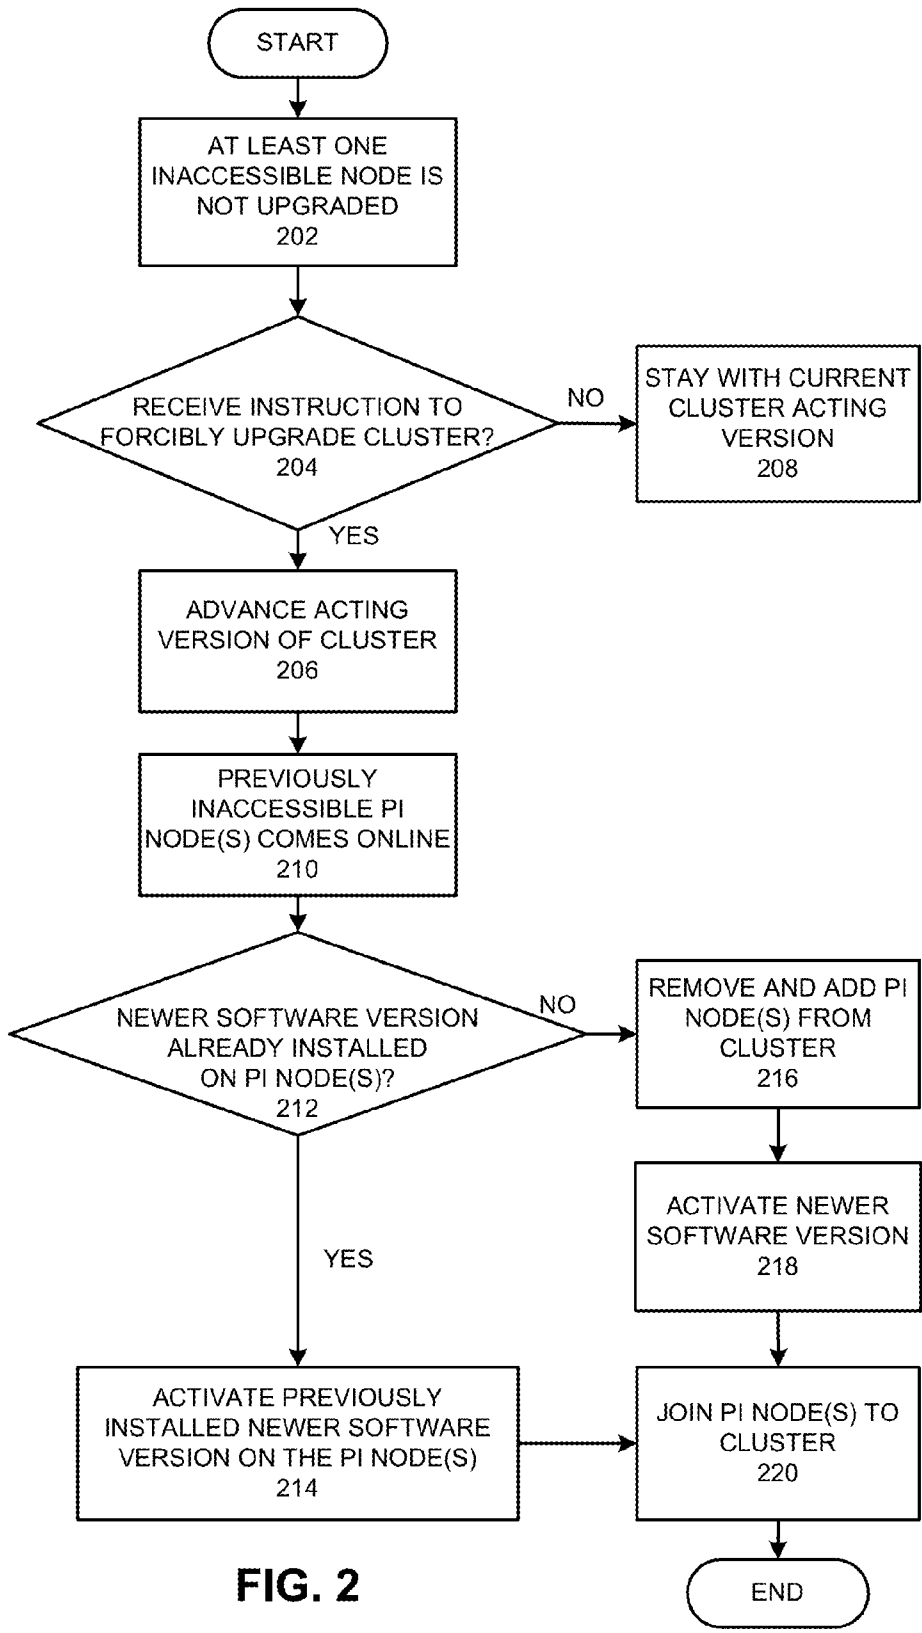 START
AT LEAST ONE
INACCESSIBLE NODE IS
NOT UPGRADED
202
RECEIVE INSTRUCTION TO
FORCIBLY UPGRADE CLUSTER?
204
NO
STAY WITH CURRENT
CLUSTER ACTING
VERSION
208
YES
ADVANCE ACTING
VERSION OF CLUSTER
206
PREVIOUSLY
INACCESSIBLE PI
NODE(S) COMES ONLINE
210
NEWER SOFTWARE VERSION
ALREADY INSTALLED
ON PI NODE(S)?
212
NO
REMOVE AND ADD PI
NODE(S) FROM
CLUSTER
216
ACTIVATE NEWER
SOFTWARE VERSION
218
YES
ACTIVATE PREVIOUSLY
INSTALLED NEWER SOFTWARE
VERSION ON THE PI NODE(S)
214
JOIN PI NODE(S) TO
CLUSTER
220
END
FIG. 2